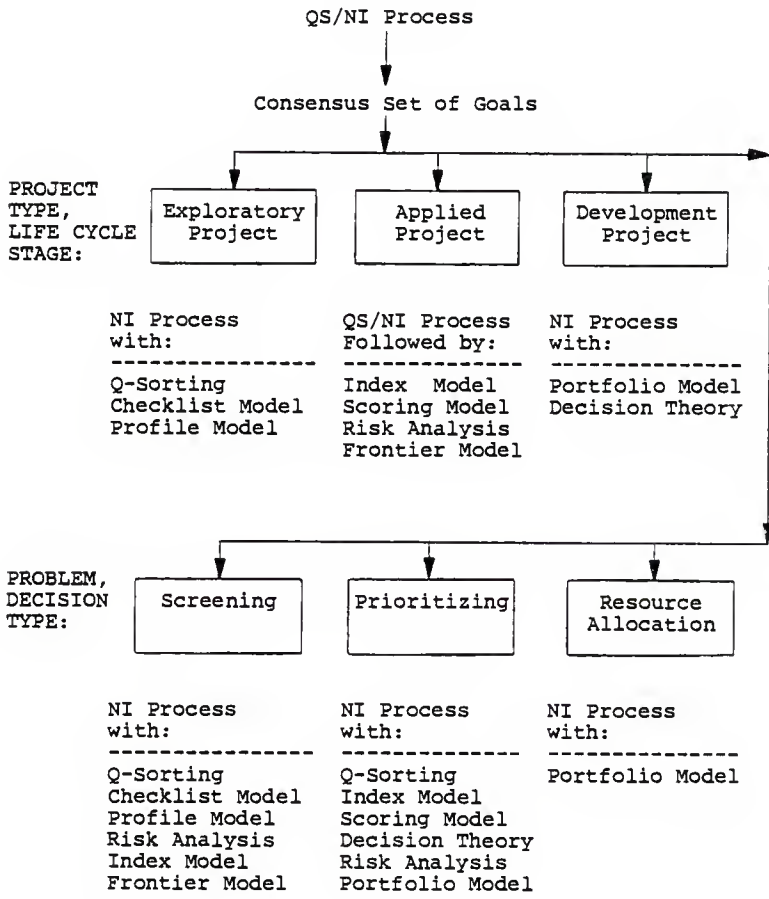 QS/NI Process
Consensus Set of Goals
PROJECT
TYPE,
LIFE CYCLE
STAGE:
Exploratory
Project
Applied
Project
Development
Project
NI Process
with:
Q-Sorting
Checklist Model
Profile Model
QS/NI Process
Followed by:
Index Model
Scoring Model
Risk Analysis
Frontier Model
NI Process
with:
Portfolio Model
Decision Theory
PROBLEM,
DECISION
TYPE:
Screening
Prioritizing
Resource
Allocation
NI Process
with:
Q-Sorting
Checklist Model
Profile Model
Risk Analysis
Index Model
Frontier Model
NI Process
with:
Q-Sorting
Index Model
Scoring Model
Decision Theory
Risk Analysis
Portfolio Model
NI Process
with:
Portfolio Model